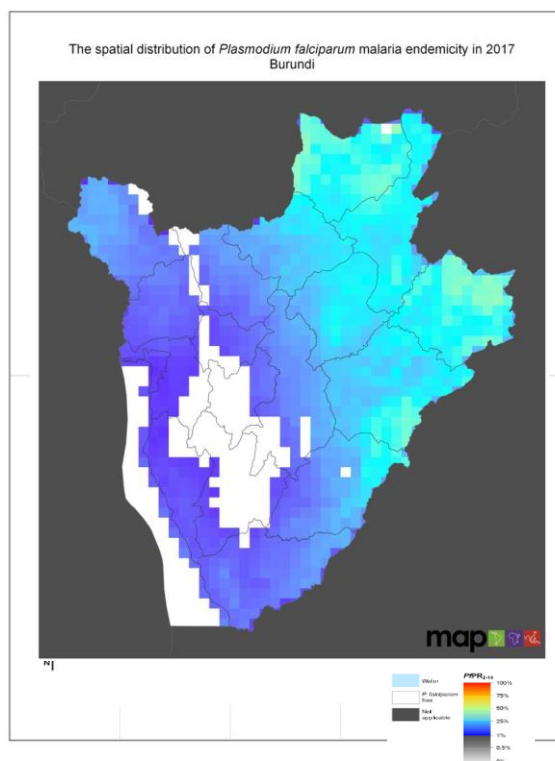 The spatial distribution of Plasmodium falciparum malaria endemicity in 2017
Burundi
map
N
Water
P. falciparum
free
Not
applicable
PfPR2-10
100%
75%
50%
25%
1%
0.5%
0%